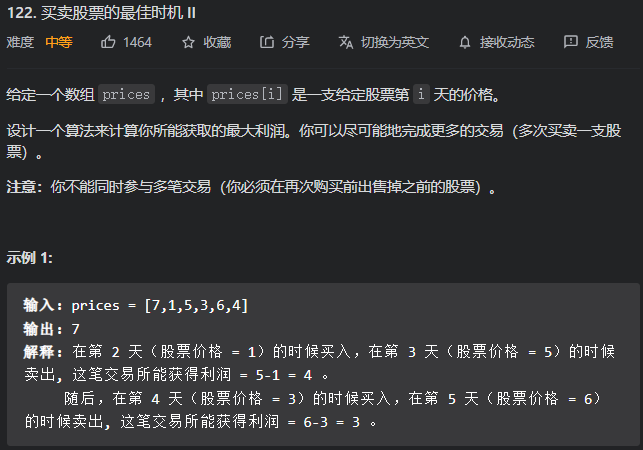 122. 买卖股票的最佳时机 II
难度 中等 1464 收藏 分享 切换为英文 接收动态 反馈
给定一个数组 prices ，其中 prices[i] 是一支给定股票第 i 天的价格。
设计一个算法来计算你所能获取的最大利润。你可以尽可能地完成更多的交易（多次买卖一支股
票）。
注意：你不能同时参与多笔交易（你必须在再次购买前出售掉之前的股票）。
示例 1:
输入: prices = [7,1,5,3,6,4]
输出: 7
解释: 在第 2 天（股票价格 = 1）的时候买入，在第 3 天（股票价格 = 5）的时候
卖出, 这笔交易所能获得利润 = 5-1 = 4 。
随后，在第 4 天（股票价格 = 3）的时候买入，在第 5 天（股票价格 = 6）
的时候卖出, 这笔交易所能获得利润 = 6-3 = 3 。